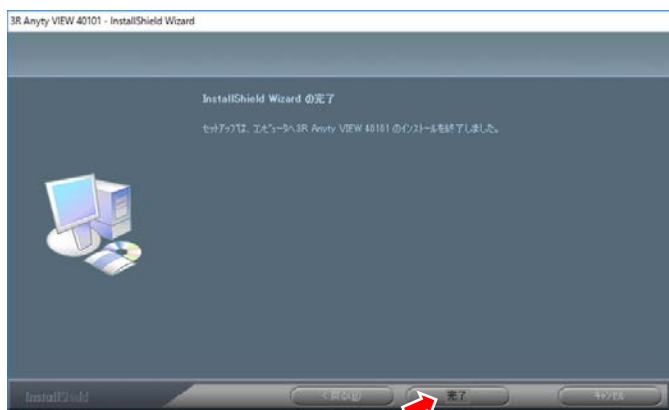 3R Anyty VIEW 40101 - InstallShield Wizard
InstallShield Wizard の完了
セットアップは、コンピュータへ3R Anyty VIEW 40101 のインストールを終了しました。
InstallShield
< 戻る(B)
完了
キャンセル